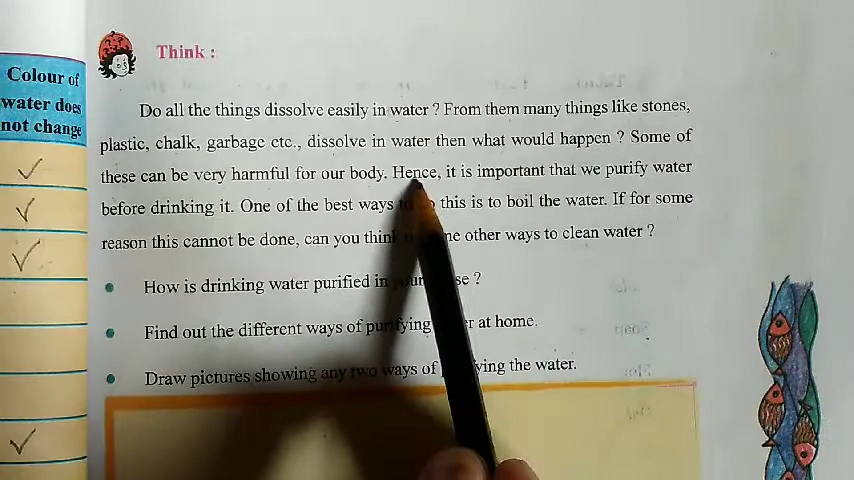 Colour of
water does
not change
Think :
Do all the things dissolve easily in water ? From them many things like stones,
plastic, chalk, garbage etc., dissolve in water then what would happen ? Some of
these can be very harmful for our body. Hence, it is important that we purify water
before drinking it. One of the best ways this is to boil the water. If for some
reason this cannot be done, can you think other ways to clean water ?
How is drinking water purified in ?
Find out the different ways of at home.
Draw pictures showing any two ways of the water.